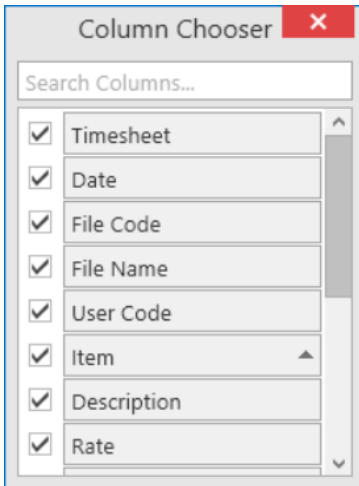 Column Chooser
Search Columns...
Timesheet
Date
File Code
File Name
User Code
Item
Description
Rate